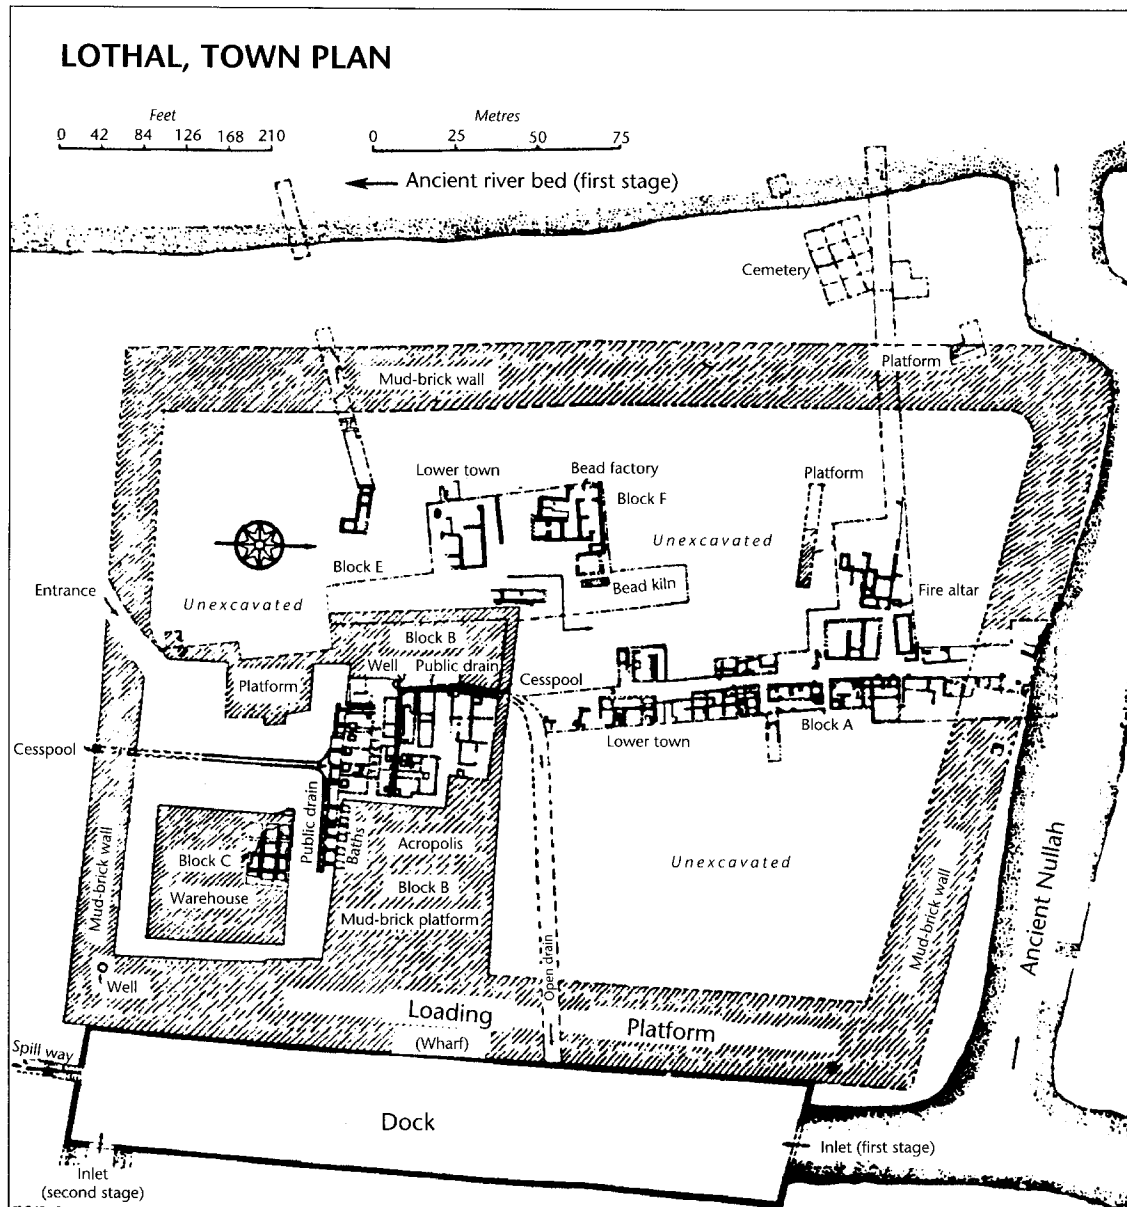 LOTHAL, TOWN PLAN
Feet
0 42 84 126 168 210
Metres
0 25 50 75
Ancient river bed (first stage)
Cemetery
Platform
Mud-brick wall
Lower town
Bead factory
Block F
Platform
Unexcavated
Block E
Bead kiln
Fire altar
Entrance
Unexcavated
Block B
Well
Public drain
Cesspool
Platform
Block A
Lower town
Cesspool
Public drain
Baths
Acropolis
Block B
Mud-brick platform
Block C
Warehouse
Mud-brick wall
Unexcavated
Mud-brick wall
Ancient Nullah
Open drain
Well
Loading Platform
(Wharf)
Spill way
Dock
Inlet (first stage)
Inlet
(second stage)